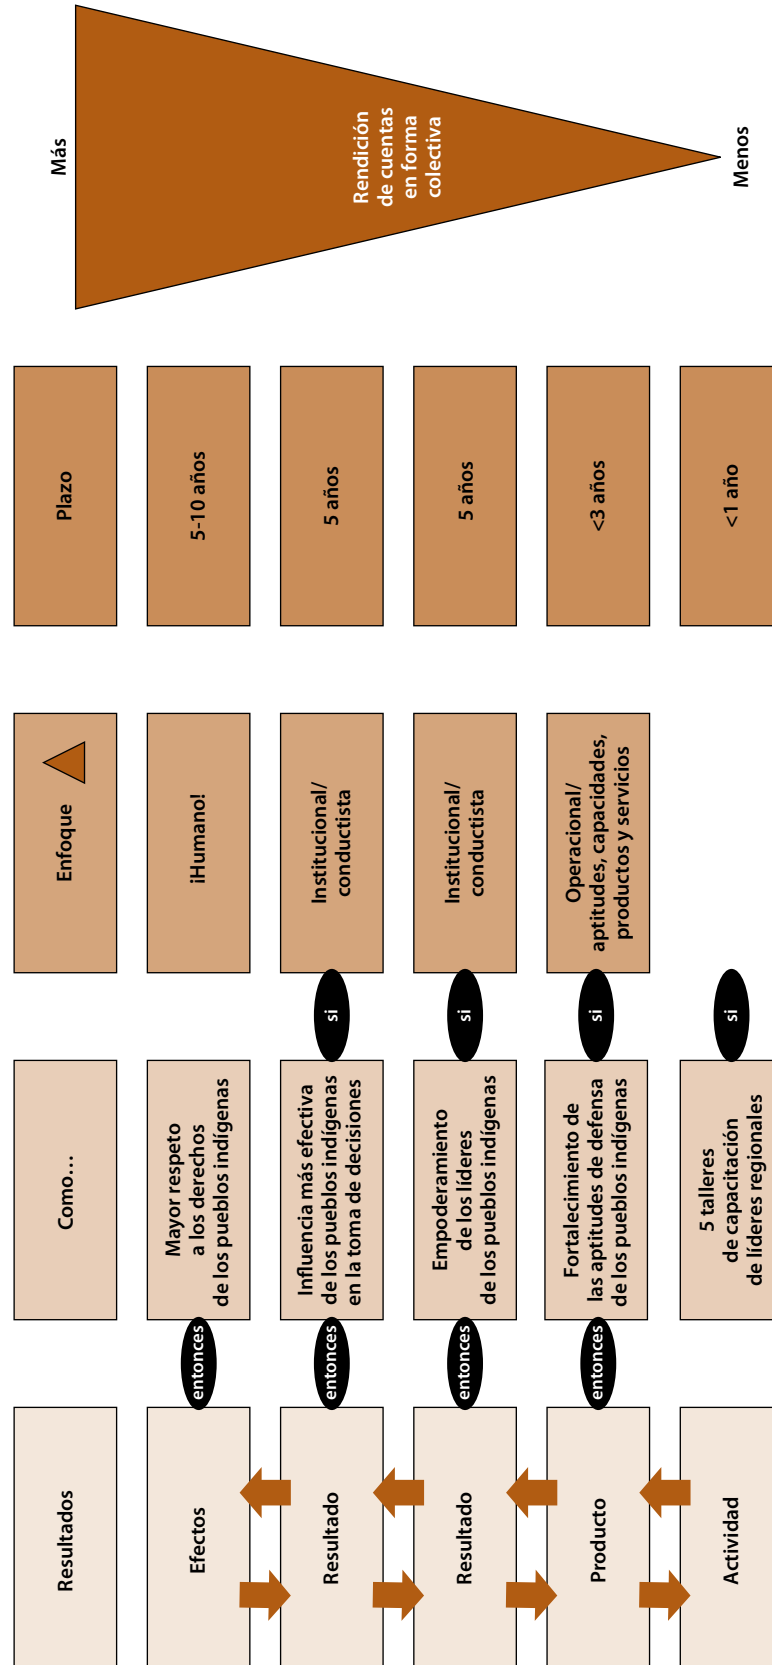 Resultados
Como…
Enfoque
Plazo
Más
Efectos
entonces
Mayor respeto
a los derechos
de los pueblos indígenas
¡Humano!
5-10 años
Resultado
entonces
Influencia más efectiva
de los pueblos indígenas
en la toma de decisiones
si
Institucional/
conductista
5 años
Resultado
entonces
Empoderamiento
de los líderes
de los pueblos indígenas
si
Institucional/
conductista
5 años
Rendición
de cuentas
en forma
colectiva
Producto
entonces
Fortalecimiento de
las aptitudes de defensa
de los pueblos indígenas
si
Operacional/
aptitudes, capacidades,
productos y servicios
<3 años
Actividad
5 talleres
de capacitación
de líderes regionales
si
<1 año
Menos